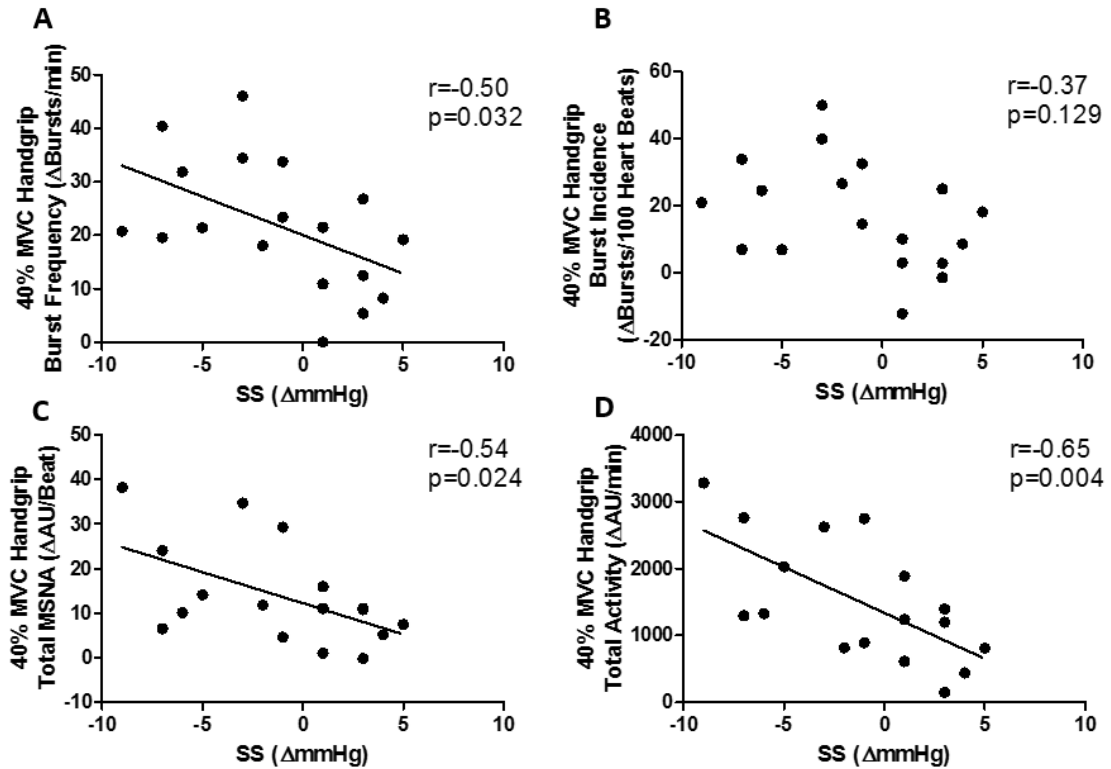 A
40% MVC Handgrip
Burst Frequency (ΔBursts/min)
50
40
30
20
10
0
-10
-5
0
5
10
SS (ΔmmHg)
r=-0.50
p=0.032
B
40% MVC Handgrip
Burst Incidence
(ΔBursts/100 Heart Beats)
60
40
20
0
-20
-10
-5
0
5
10
SS (ΔmmHg)
r=-0.37
p=0.129
C
40% MVC Handgrip
Total MSNA (ΔAU/Beat)
50
40
30
20
10
0
-10
-10
-5
0
5
10
SS (ΔmmHg)
r=-0.54
p=0.024
D
40% MVC Handgrip
Total Activity (ΔAU/min)
4000
3000
2000
1000
0
-10
-5
0
5
10
SS (ΔmmHg)
r=-0.65
p=0.004